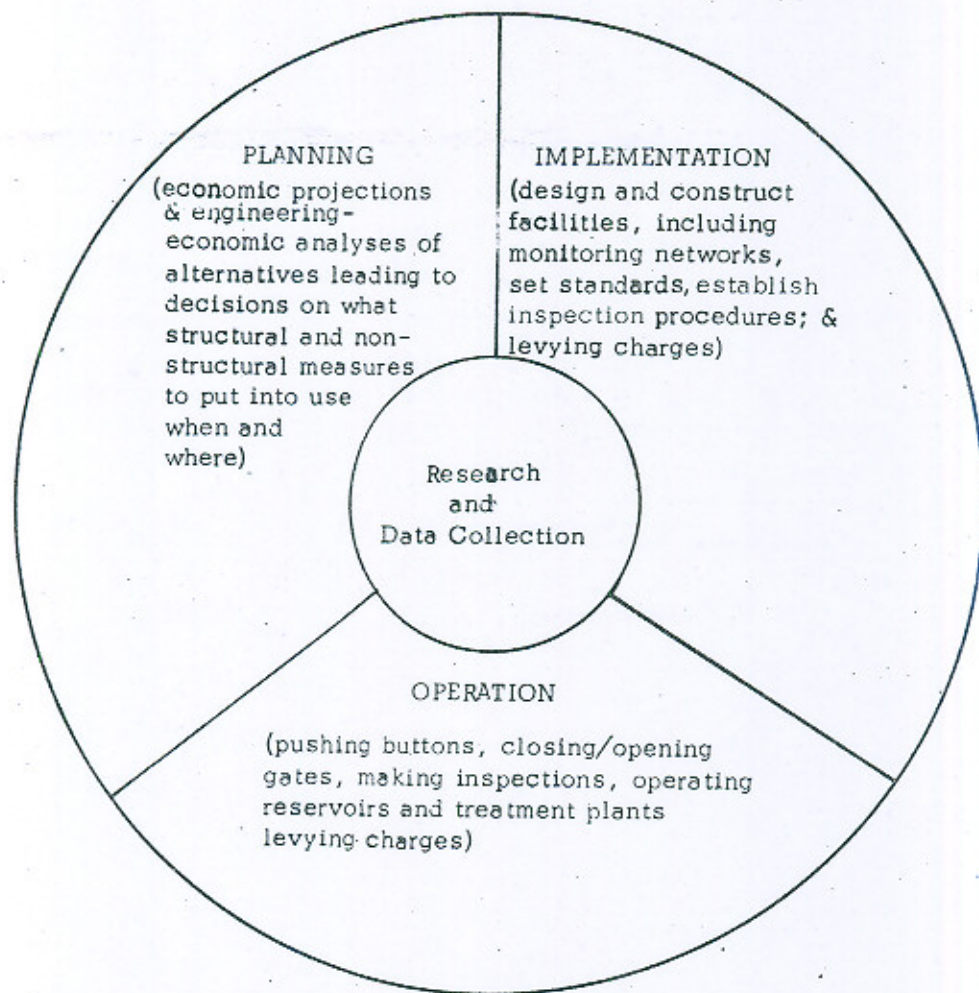 PLANNING
(economic projections
& engineering-
economic analyses of
alternatives leading to
decisions on what
structural and non-
structural measures
to put into use
when and
where)
IMPLEMENTATION
(design and construct
facilities, including
monitoring networks,
set standards, establish
inspection procedures; &
levying charges)
Research
and
Data Collection
OPERATION
(pushing buttons, closing/opening
gates, making inspections, operating
reservoirs and treatment plants
levying charges)